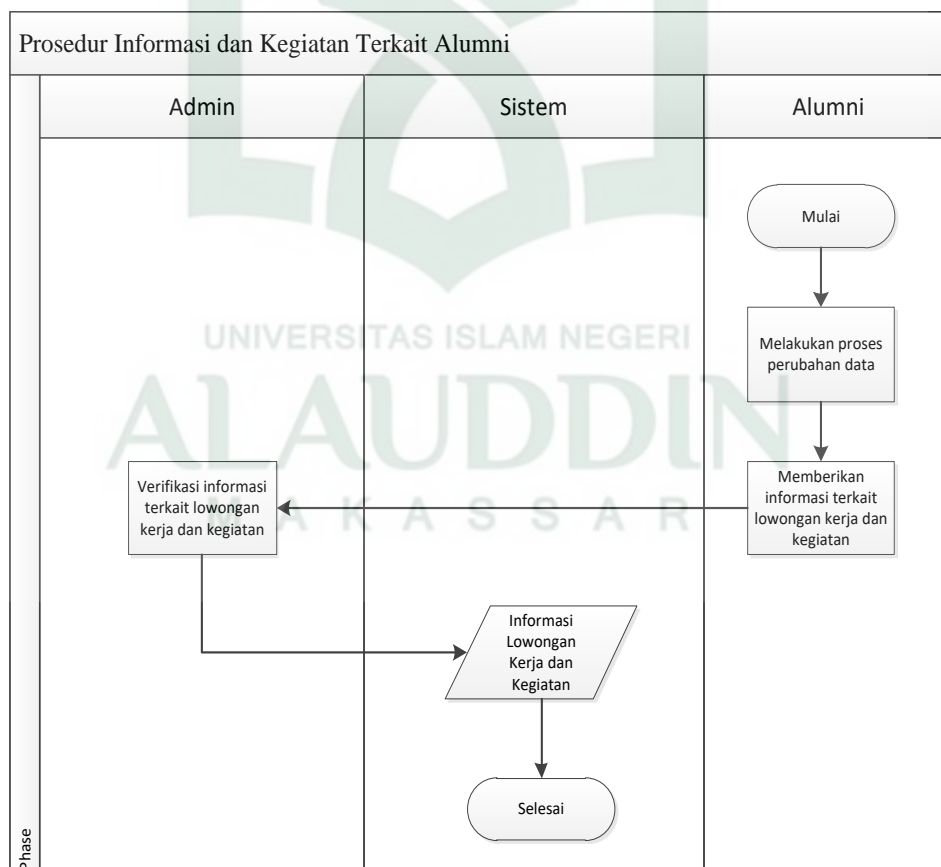 Prosedur Informasi dan Kegiatan Terkait Alumni
Admin
Sistem
Alumni
Mulai
Melakukan proses
perubahan data
UNIVERSITAS ISLAM NEGERI
ALAUDDIN
MAKASSAR
Memberikan
informasi terkait
lowongan kerja dan
kegiatan
Verifikasi informasi
terkait lowongan
kerja dan kegiatan
Informasi
Lowongan
Kerja dan
Kegiatan
Selesai
Phase